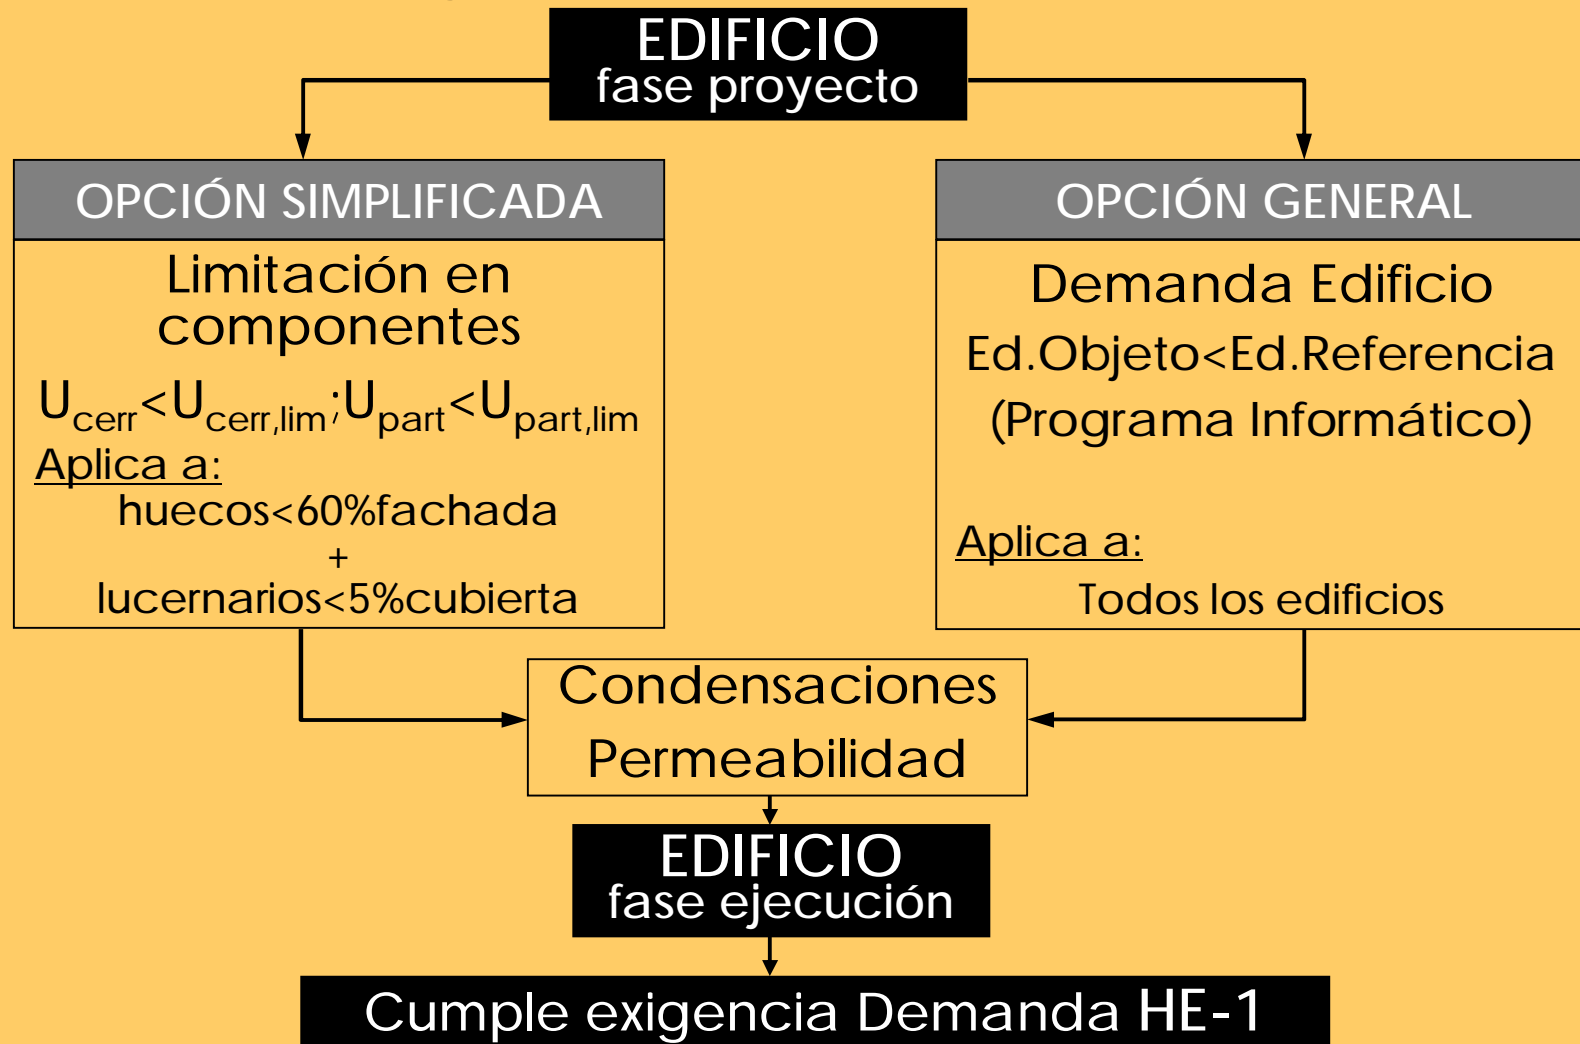 EDIFICIO
fase proyecto
OPCIÓN SIMPLIFICADA
Limitación en
componentes
Ucerr<Ucerr,lim;Upart<Upart,lim
Aplica a:
huecos<60%fachada
+
lucernarios<5%cubierta
OPCIÓN GENERAL
Demanda Edificio
Ed.Objeto<Ed.Referencia
(Programa Informático)
Aplica a:
Todos los edificios
Condensaciones
Permeabilidad
EDIFICIO
fase ejecución
Cumple exigencia Demanda HE-1